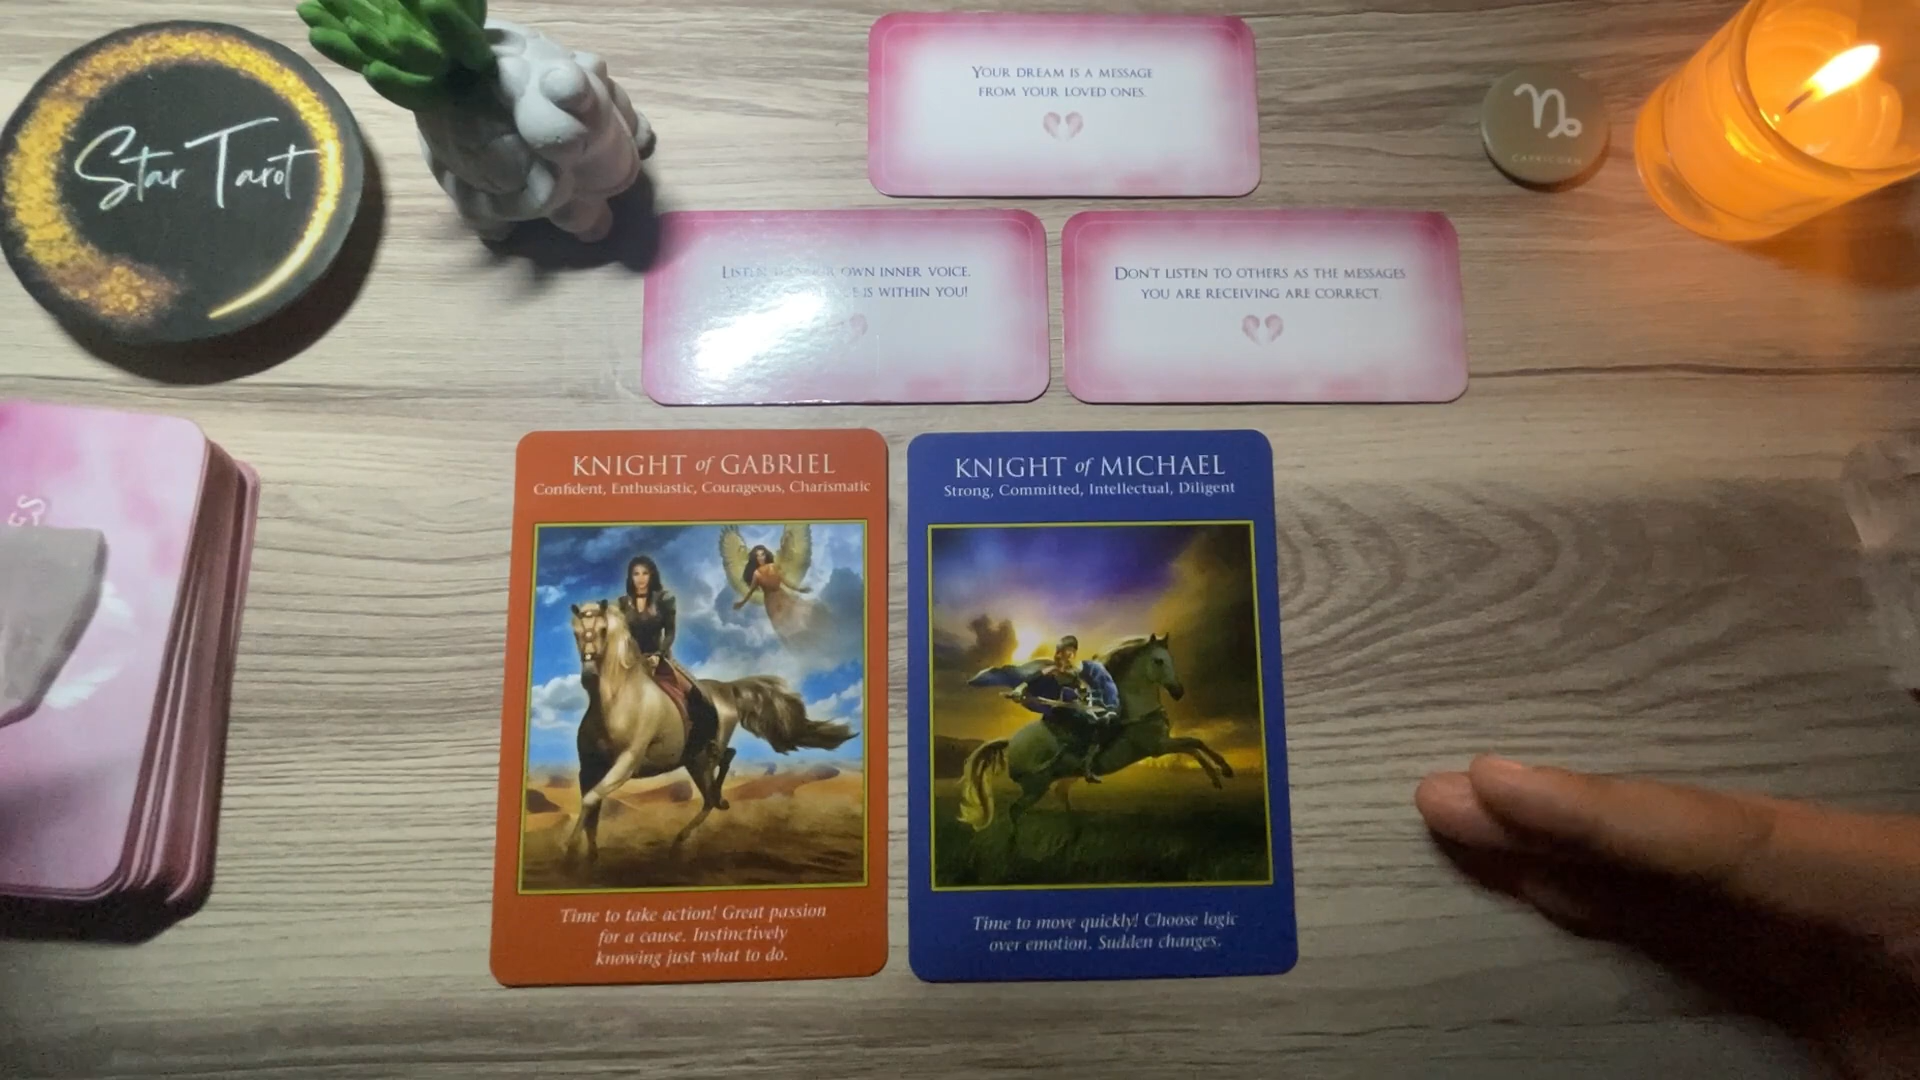 Star Tarot
YOUR DREAM IS A MESSAGE
FROM YOUR LOVED ONES.
CAPRICORN
LISTEN OWN INNER VOICE.
IS WITHIN YOU!
DON'T LISTEN TO OTHERS AS THE MESSAGES
YOU ARE RECEIVING ARE CORRECT.
KNIGHT of GABRIEL
Confident, Enthusiastic, Courageous, Charismatic
Time to take action! Great passion
for a cause. Instinctively
knowing just what to do.
KNIGHT of MICHAEL
Strong, Committed, Intellectual, Diligent
Time to move quickly! Choose logic
over emotion. Sudden changes.